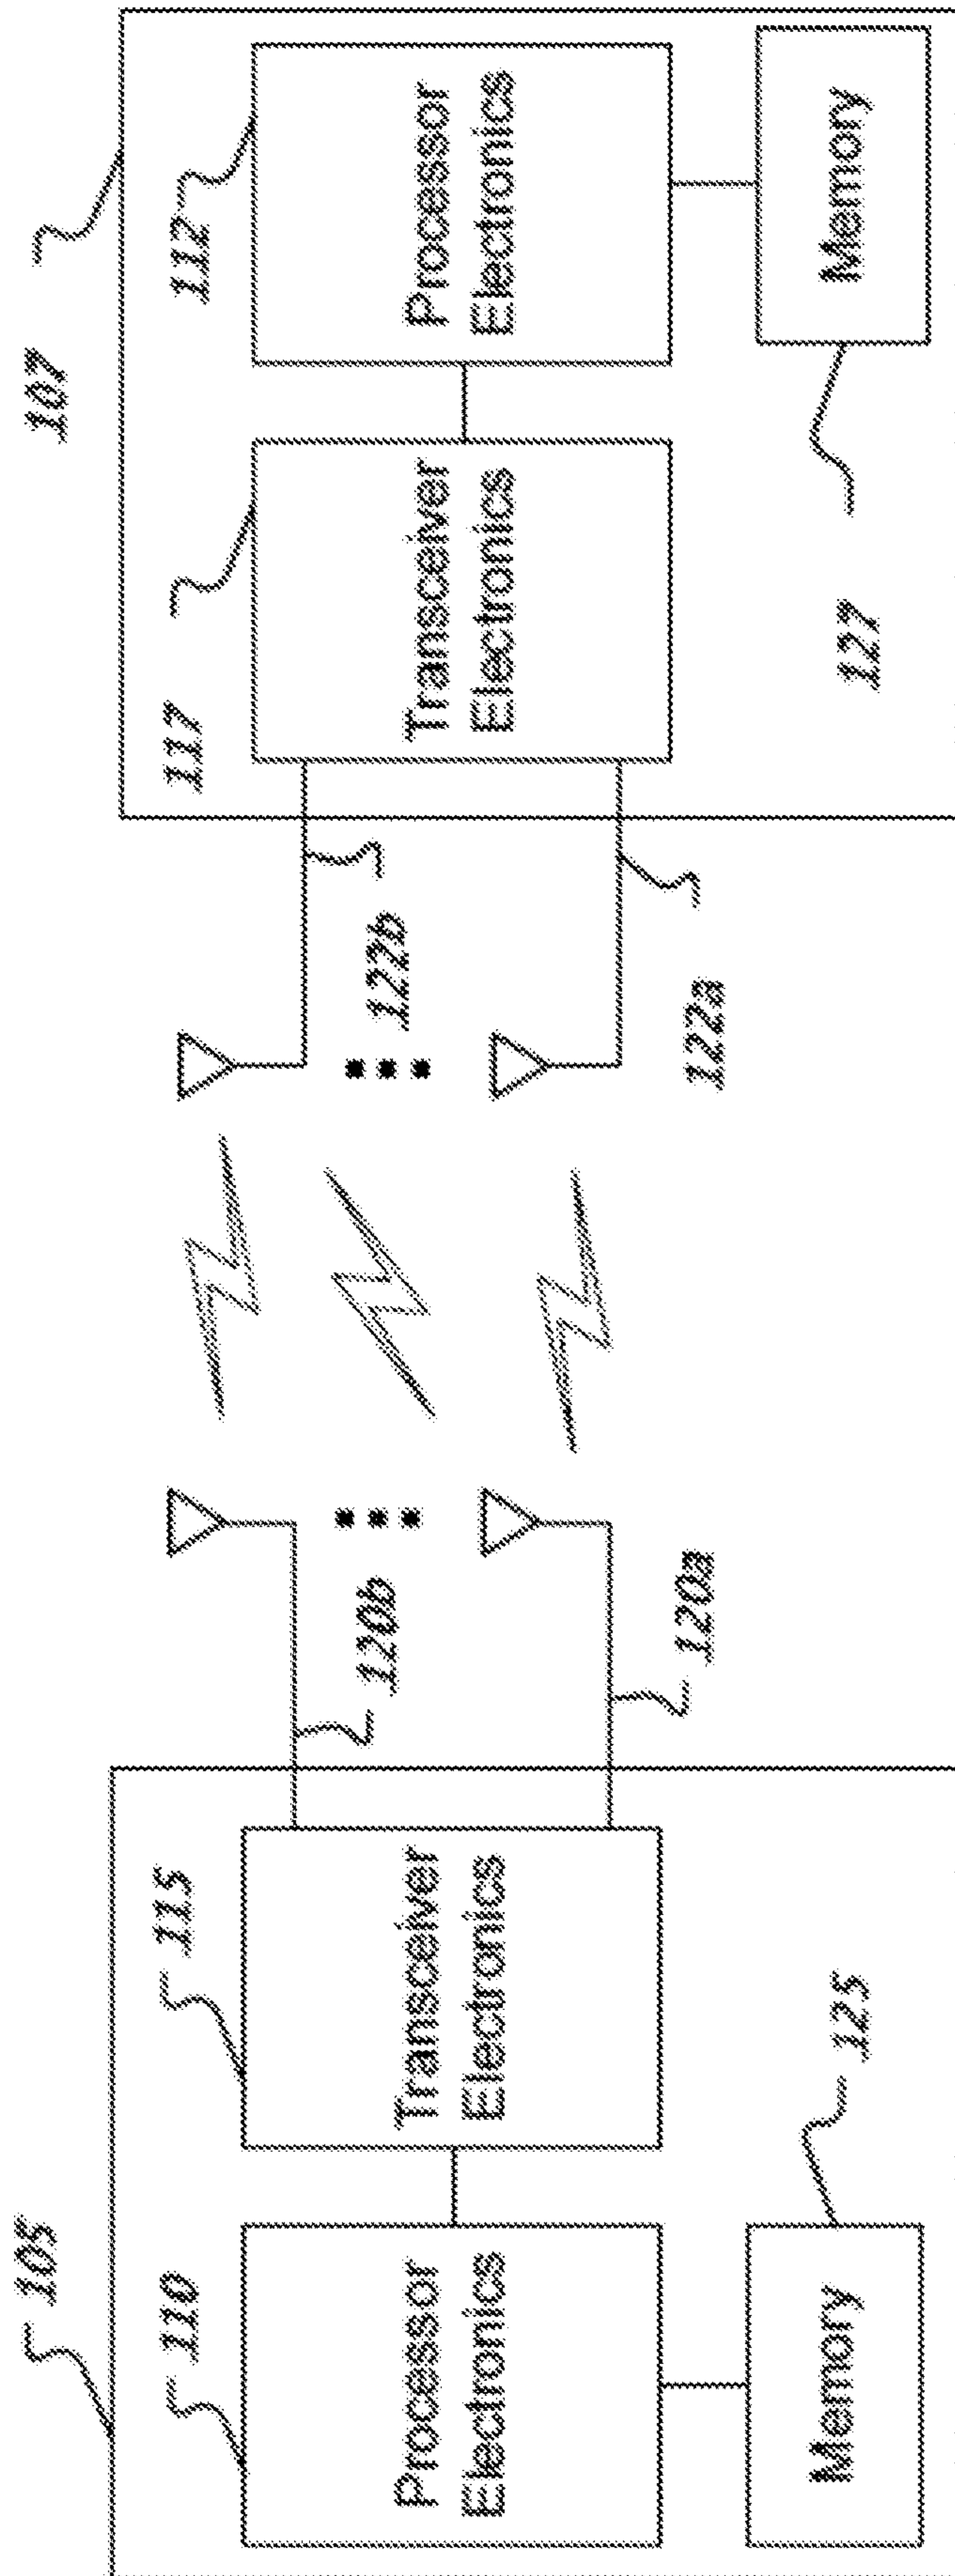 105
110
Processor
Electronics
115
Transceiver
Electronics
Memory
125
120b
120a
122b
122a
107
117
Transceiver
Electronics
112
Processor
Electronics
127
Memory